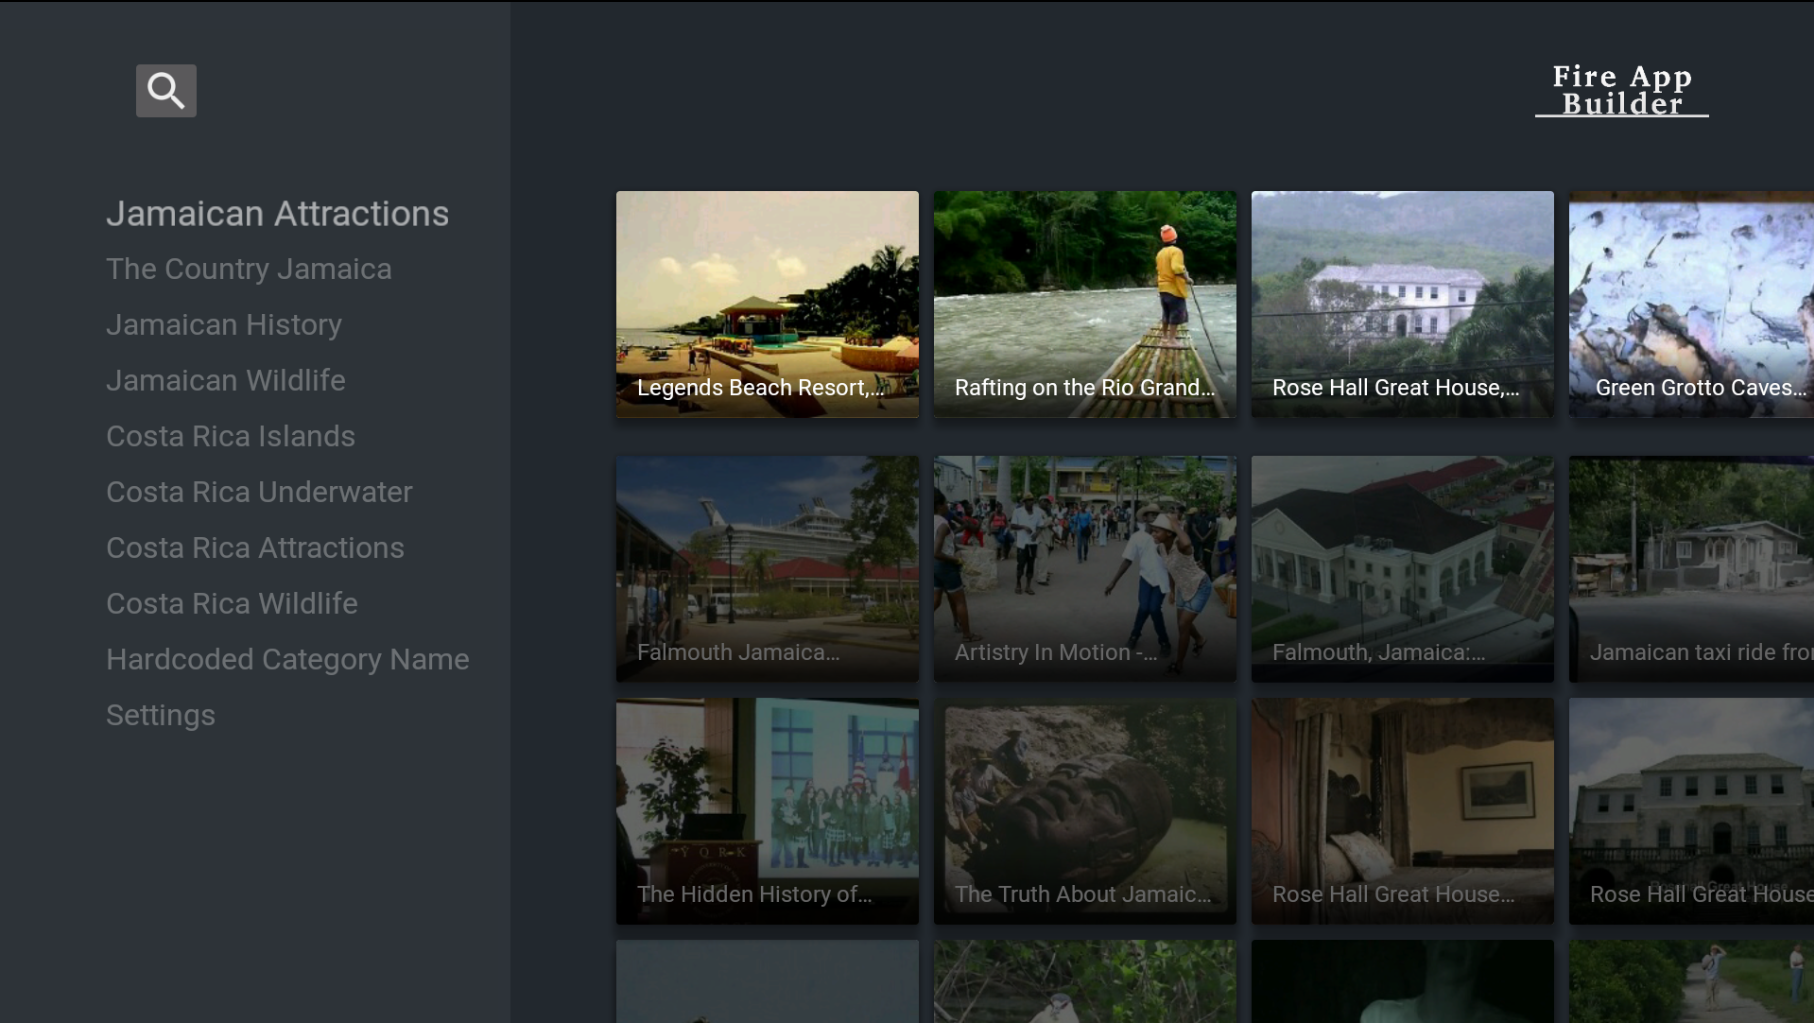 Fire App
Builder
Jamaican Attractions
The Country Jamaica
Jamaican History
Jamaican Wildlife
Costa Rica Islands
Costa Rica Underwater
Costa Rica Attractions
Costa Rica Wildlife
Hardcoded Category Name
Settings
Legends Beach Resort,...
Rafting on the Rio Grand...
Rose Hall Great House,...
Green Grotto Caves...
Falmouth Jamaica...
Artistry In Motion -...
Falmouth, Jamaica:...
Jamaican taxi ride fro
YORK
The Hidden History of...
The Truth About Jamaic...
Rose Hall Great House...
Rose Hall Great House